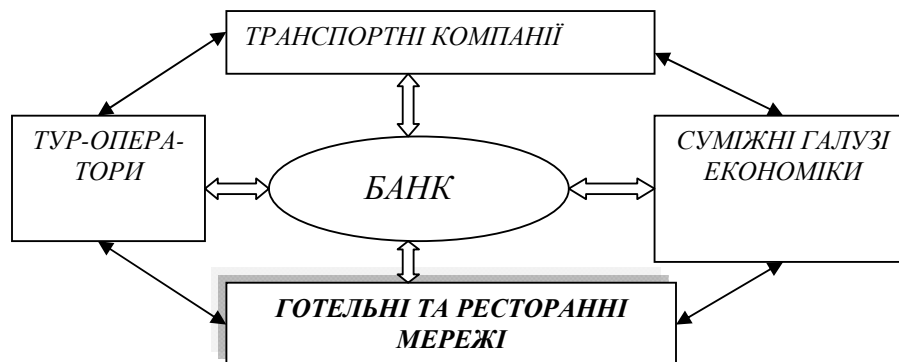 ТРАНСПОРТНІ КОМПАНІЇ
ТУР-ОПЕРА-
ТОРИ
БАНК
СУМІЖНІ ГАЛУЗІ
ЕКОНОМІКИ
ГОТЕЛЬНІ ТА РЕСТОРАННІ
МЕРЕЖІ